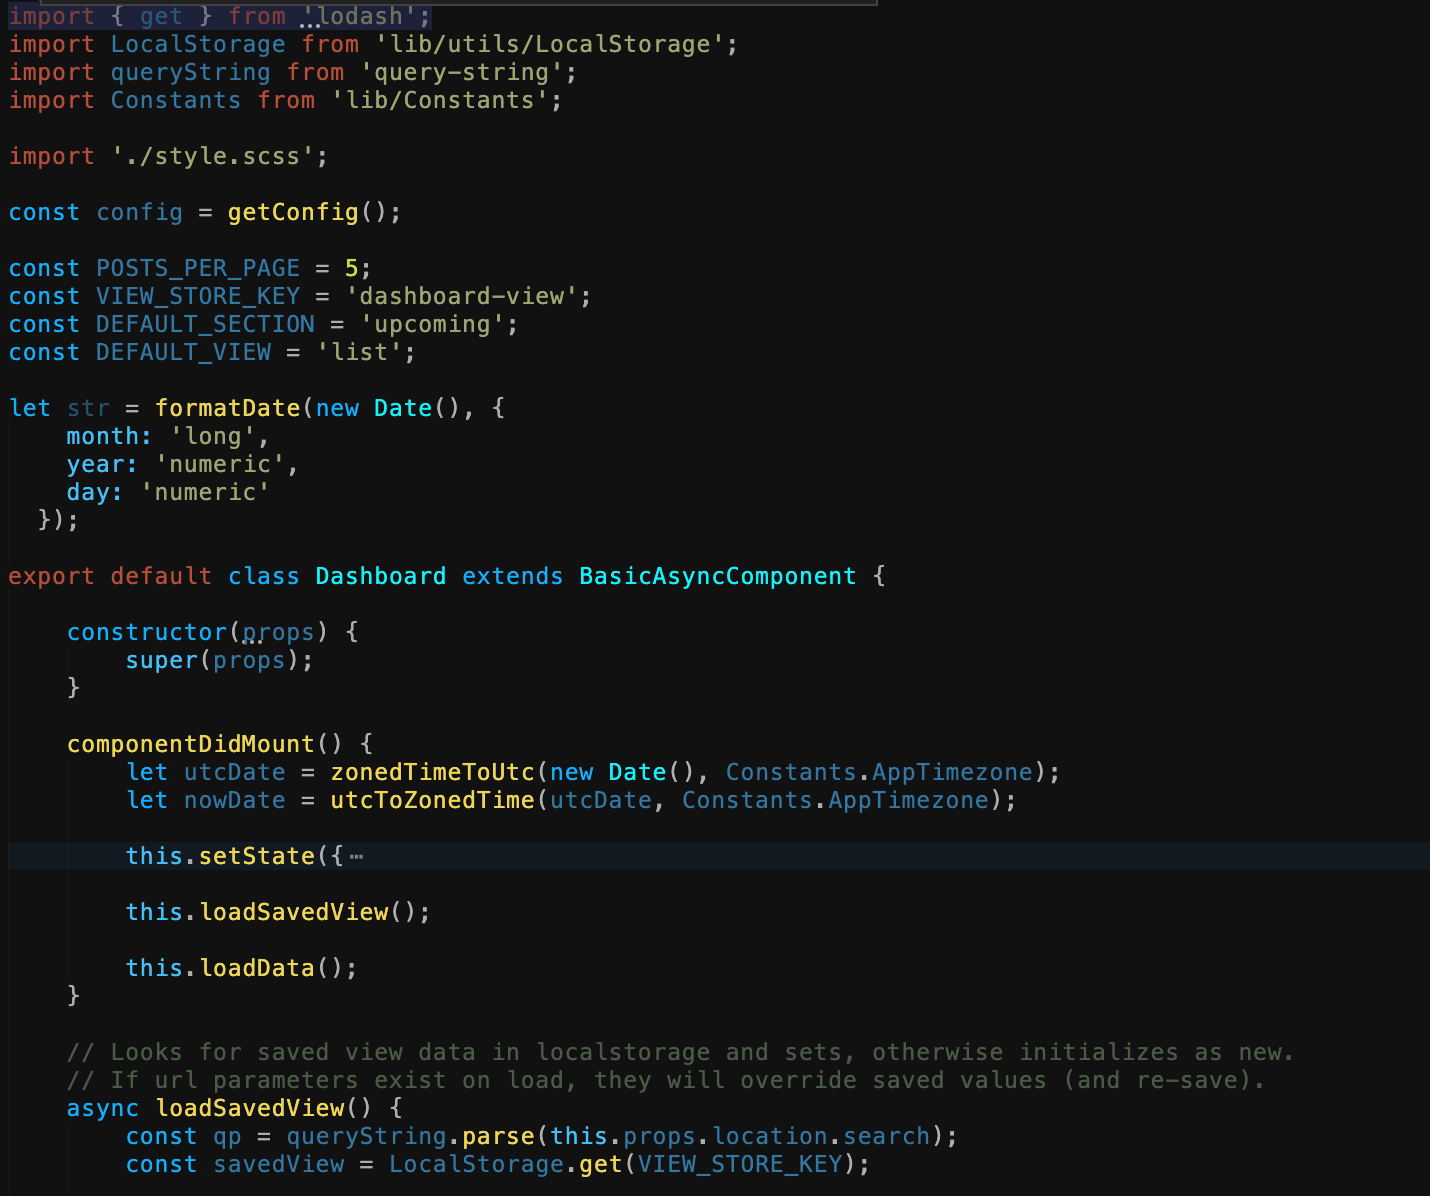 import { get } from 'lodash';
import LocalStorage from 'lib/utils/LocalStorage';
import queryString from 'query-string';
import Constants from 'lib/Constants';
import './style.scss';
const config = getConfig();
const POSTS_PER_PAGE = 5;
const VIEW_STORE_KEY = 'dashboard-view';
const DEFAULT_SECTION = 'upcoming';
const DEFAULT_VIEW = 'list';
let str = formatDate(new Date(), {
    month: 'long',
    year: 'numeric',
    day: 'numeric'
  });
export default class Dashboard extends BasicAsyncComponent {
    constructor(props) {
        super(props);
    }
    componentDidMount() {
        let utcDate = zonedTimeToUtc(new Date(), Constants.AppTimezone);
        let nowDate = utcToZonedTime(utcDate, Constants.AppTimezone);
        this.setState({⋯
        this.loadSavedView();
        this.loadData();
    }
    // Looks for saved view data in localstorage and sets, otherwise initializes as new.
    // If url parameters exist on load, they will override saved values (and re-save).
    async loadSavedView() {
        const qp = queryString.parse(this.props.location.search);
        const savedView = LocalStorage.get(VIEW_STORE_KEY);